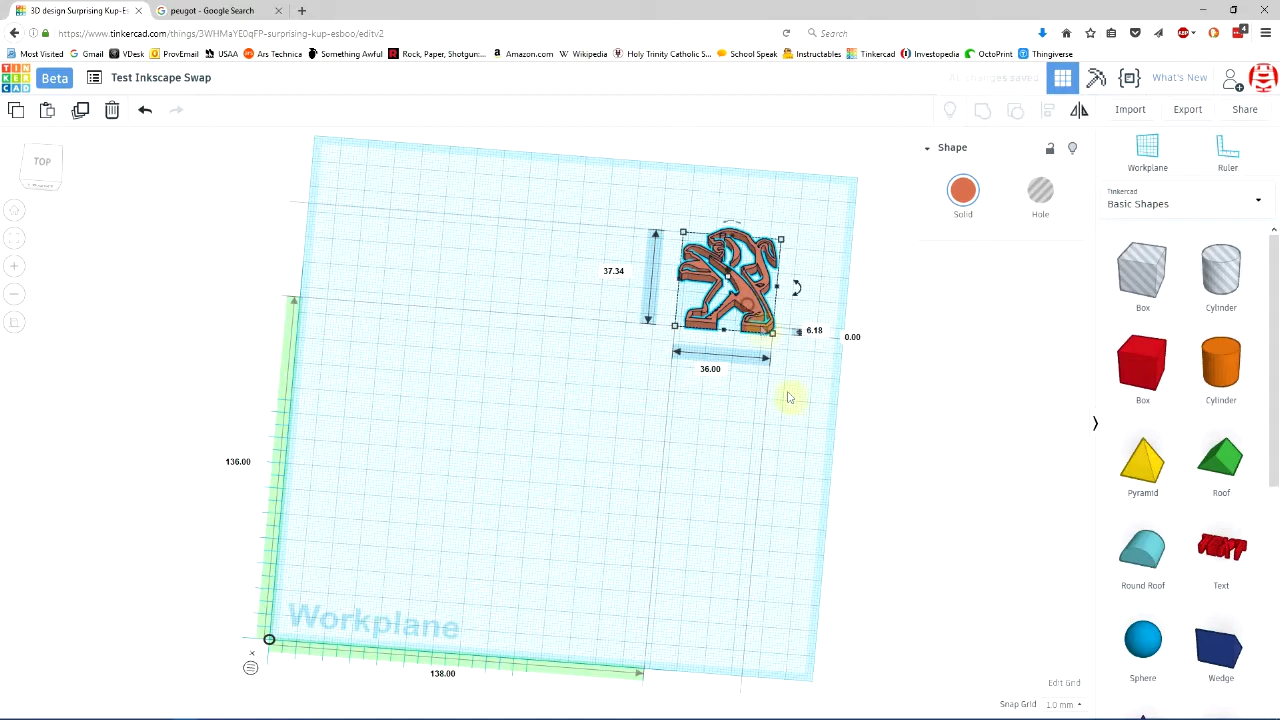 3D design Surprising Kup-Es
peugot - Google Search
https://www.tinkercad.com/things/3WHMaYE0qFP-surprising-kup-esboo/editv2
Search
4
Most Visited Gmail VDesk ProvEmail USAA Ars Technica Something Awful Rock, Paper, Shotgun:... Amazon.com Wikipedia Holy Trinity Catholic S... School Speak Instructables Tinkercad Investopedia OctoPrint Thingiverse
TINKERCAD
Beta
Test Inkscape Swap
All changes saved
What's New
Import Export Share
TOP
Shape
Solid
Hole
Workplane
Ruler
Tinkercad
Basic Shapes
Box
Cylinder
Box
Cylinder
Pyramid
Roof
Round Roof
Text
Sphere
Wedge
37.34
6.18
0.00
36.00
136.00
Workplane
138.00
Edit Grid
Snap Grid 1.0 mm